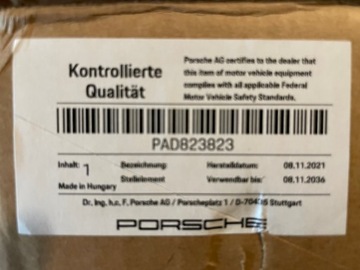 Kontrollierte
Qualität
Porsche AG certifies to the dealer that
this item of motor vehicle equipment
complies with all applicable Federal
Motor Vehicle Safety Standards.
PAD823823
Inhalt: 1 Bezeichnung: Herstelldatum: 08.11.2021
Stellelement Verwendbar bis: 08.11.2036
Made in Hungary
Dr. Ing. h.c. F. Porsche AG / Porscheplatz 1 / D-70435 Stuttgart
PORSCHE